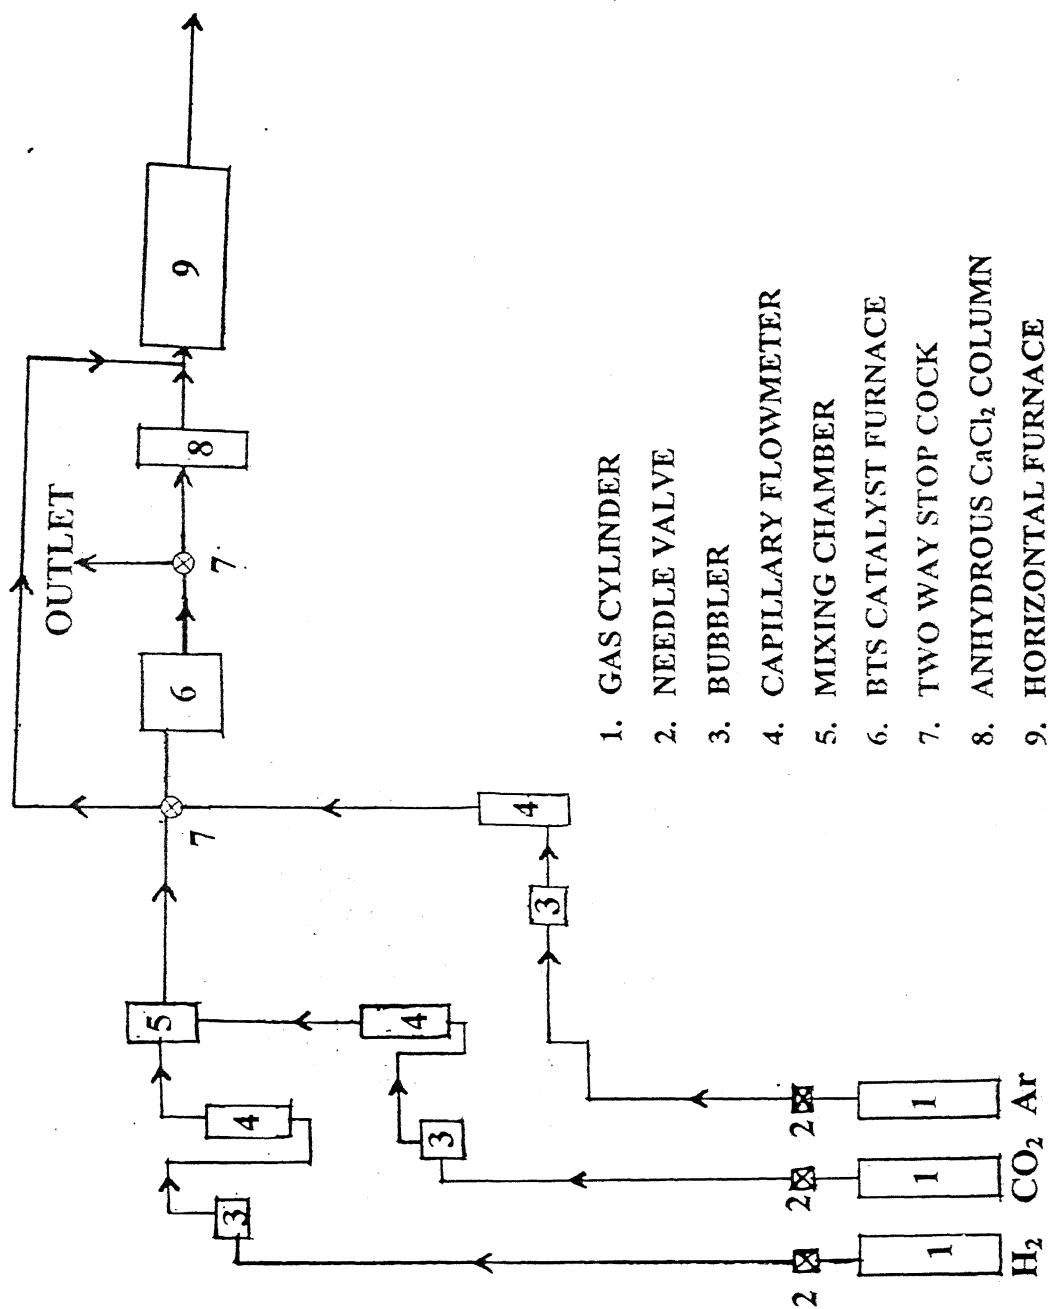 OUTLET
9
8
7
6
7
5
4
4
4
3
3
3
2
2
2
1
1
1
H₂
CO₂
Ar
1. GAS CYLINDER
2. NEEDLE VALVE
3. BUBBLER
4. CAPILLARY FLOWMETER
5. MIXING CHAMBER
6. BTS CATALYST FURNACE
7. TWO WAY STOP COCK
8. ANHYDROUS CaCl₂ COLUMN
9. HORIZONTAL FURNACE